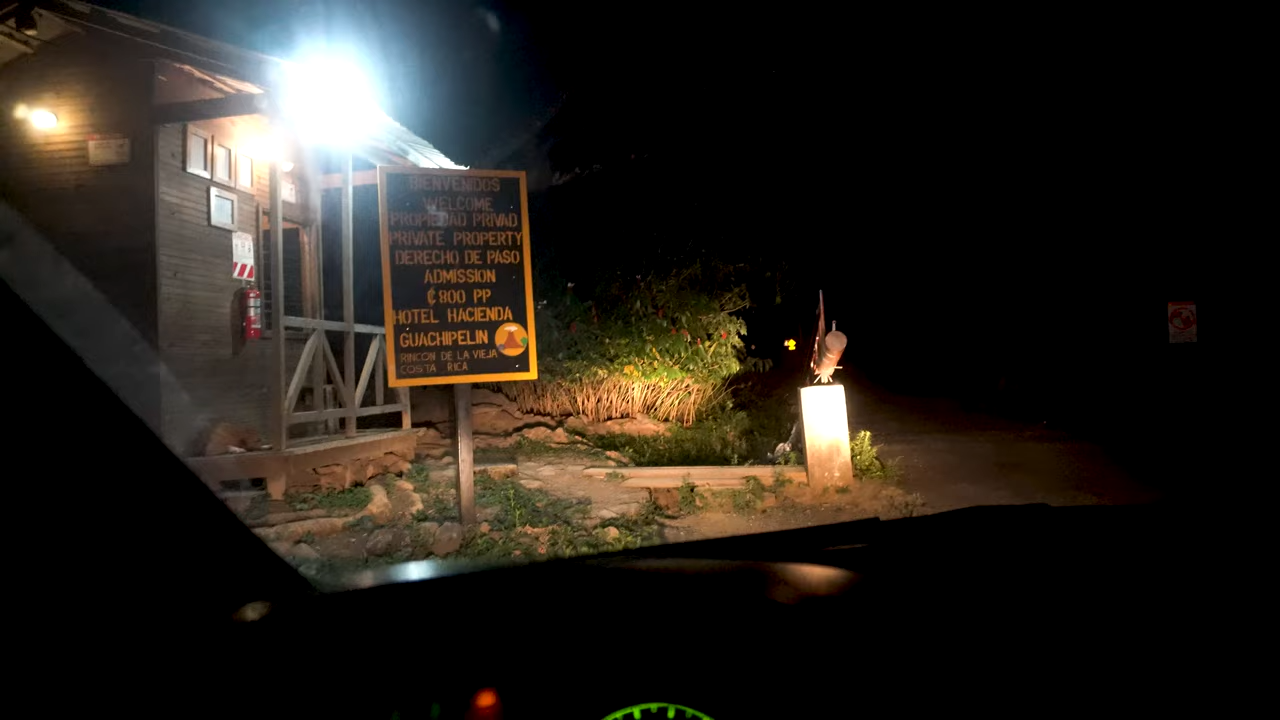 BIENVENIDOS
WELCOME
PROPIEDAD PRIVAD
PRIVATE PROPERTY
DERECHO DE PASO
ADMISSION
₡800 PP
HOTEL HACIENDA
GUACHIPELIN
RINCON DE LA VIEJA
COSTA RICA